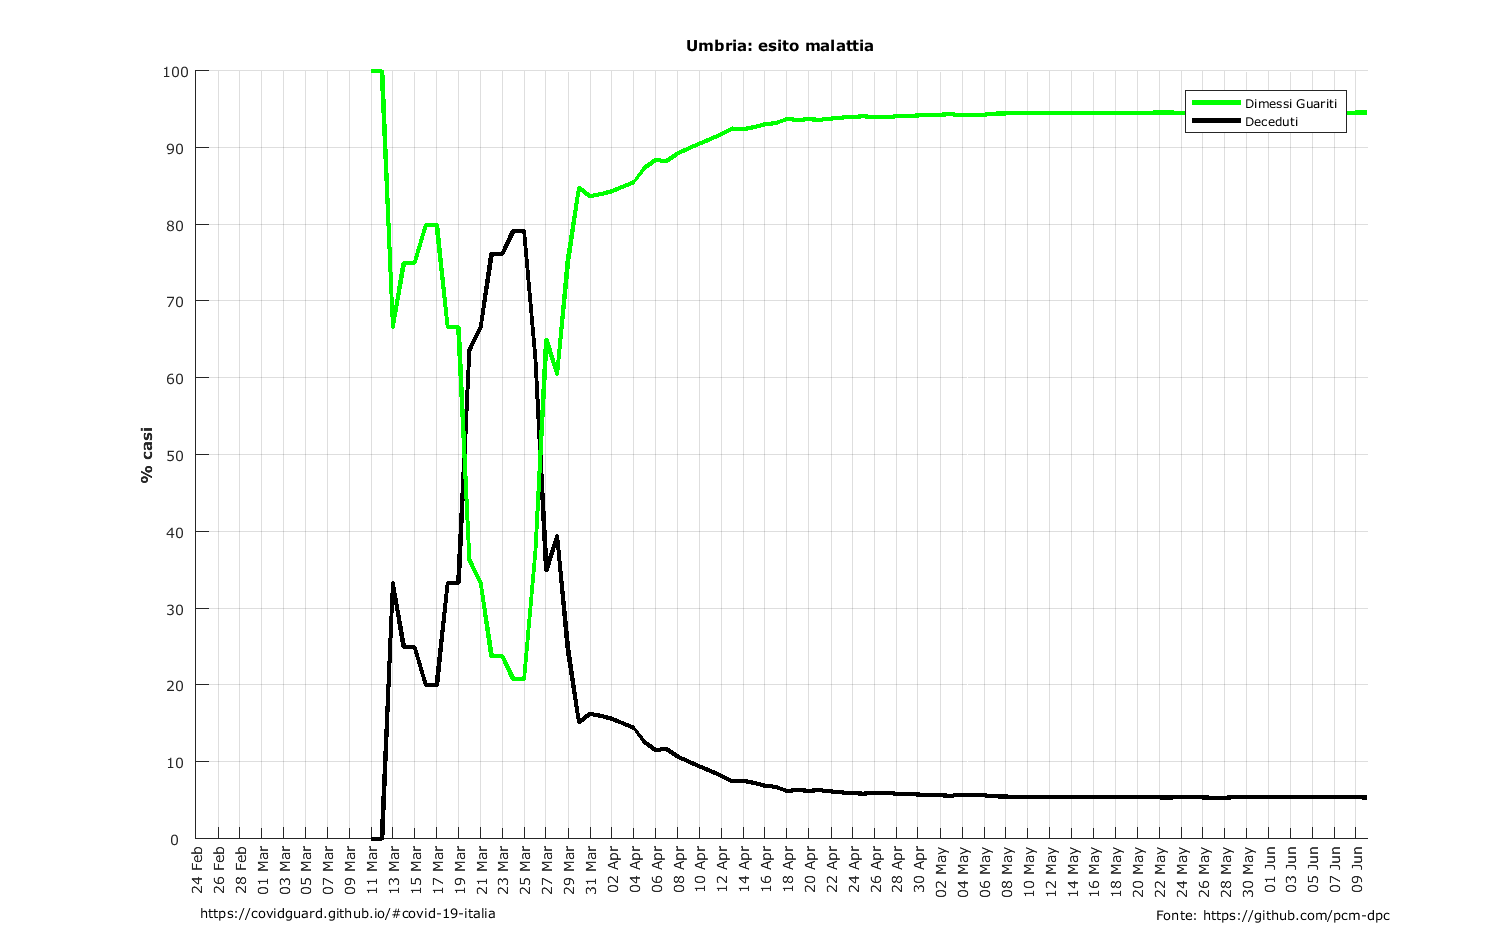 Umbria: esito malattia
Dimessi Guariti
Deceduti
% casi
100
90
80
70
60
50
40
30
20
10
0
24 Feb
26 Feb
28 Feb
01 Mar
03 Mar
05 Mar
07 Mar
09 Mar
11 Mar
13 Mar
15 Mar
17 Mar
19 Mar
21 Mar
23 Mar
25 Mar
27 Mar
29 Mar
31 Mar
02 Apr
04 Apr
06 Apr
08 Apr
10 Apr
12 Apr
14 Apr
16 Apr
18 Apr
20 Apr
22 Apr
24 Apr
26 Apr
28 Apr
30 Apr
02 May
04 May
06 May
08 May
10 May
12 May
14 May
16 May
18 May
20 May
22 May
24 May
26 May
28 May
30 May
01 Jun
03 Jun
05 Jun
07 Jun
09 Jun
https://covidguard.github.io/#covid-19-italia
Fonte: https://github.com/pcm-dpc